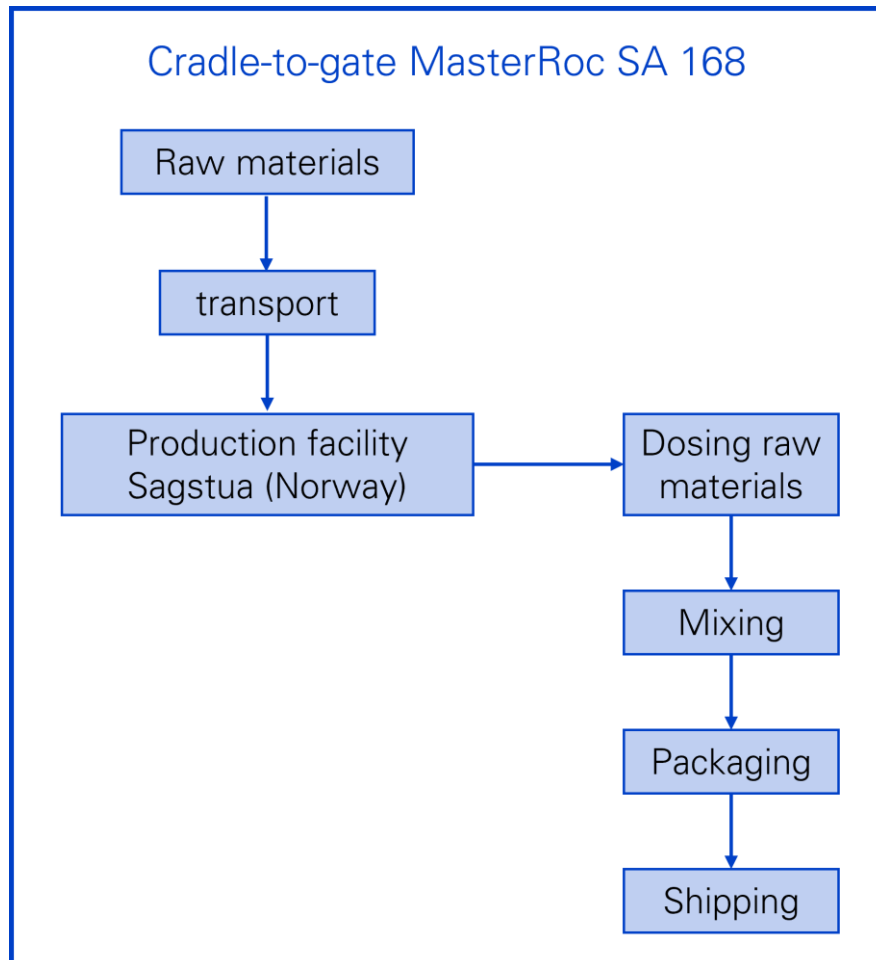 Cradle-to-gate MasterRoc SA 168
Raw materials
transport
Production facility
Sagstua (Norway)
Dosing raw
materials
Mixing
Packaging
Shipping